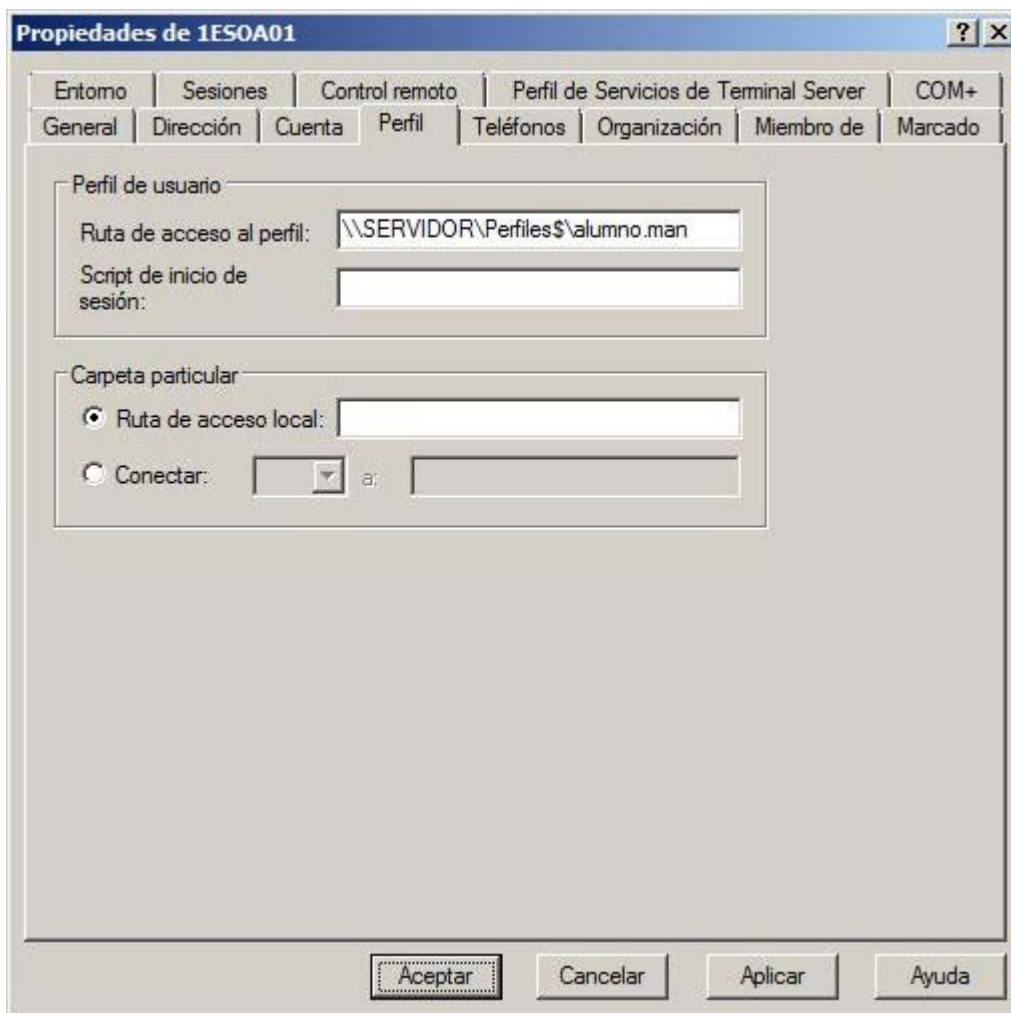 Propiedades de 1ESOA01
Entorno Sesiones Control remoto Perfil de Servicios de Terminal Server COM+
General Dirección Cuenta Perfil Teléfonos Organización Miembro de Marcado
Perfil de usuario
Ruta de acceso al perfil: \\SERVIDOR\Perfiles$\alumno.man
Script de inicio de
sesión:
Carpeta particular
Ruta de acceso local:
Conectar: a:
Aceptar Cancelar Aplicar Ayuda